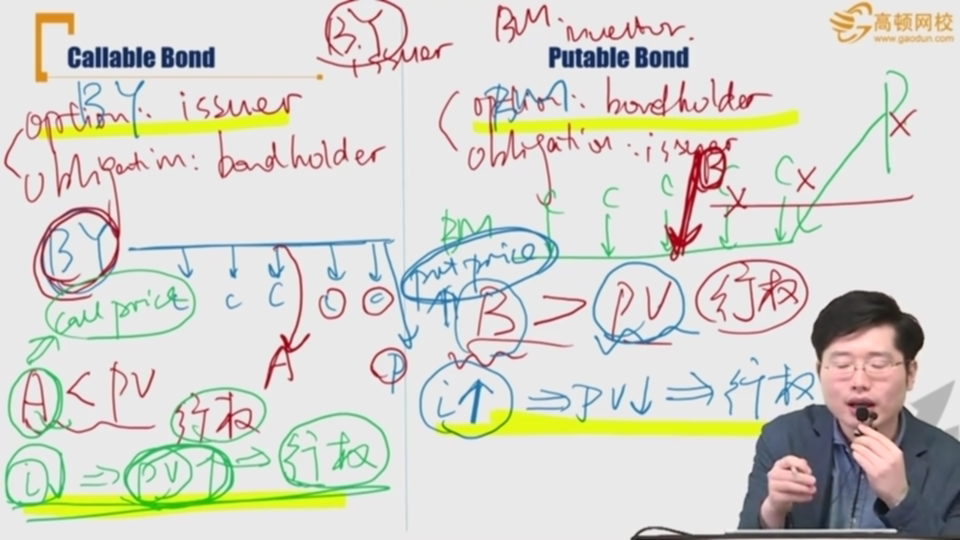 高顿网校
www.gaodun.com
B.Y
issuer
BM. investor.
Callable Bond
Putable Bond
BY
option: issuer
obligation: bondholder
BM
option: bondholder
obligation: issuer
BY
c
C
C
C
A
P
call price
A < PV
行权
i↓ ⇒ PV↑ ⇒ 行权
BM
C
C
C
C
C
P
X
X
X
B
put price
B > PV 行权
i↑ ⇒ PV↓ ⇒ 行权